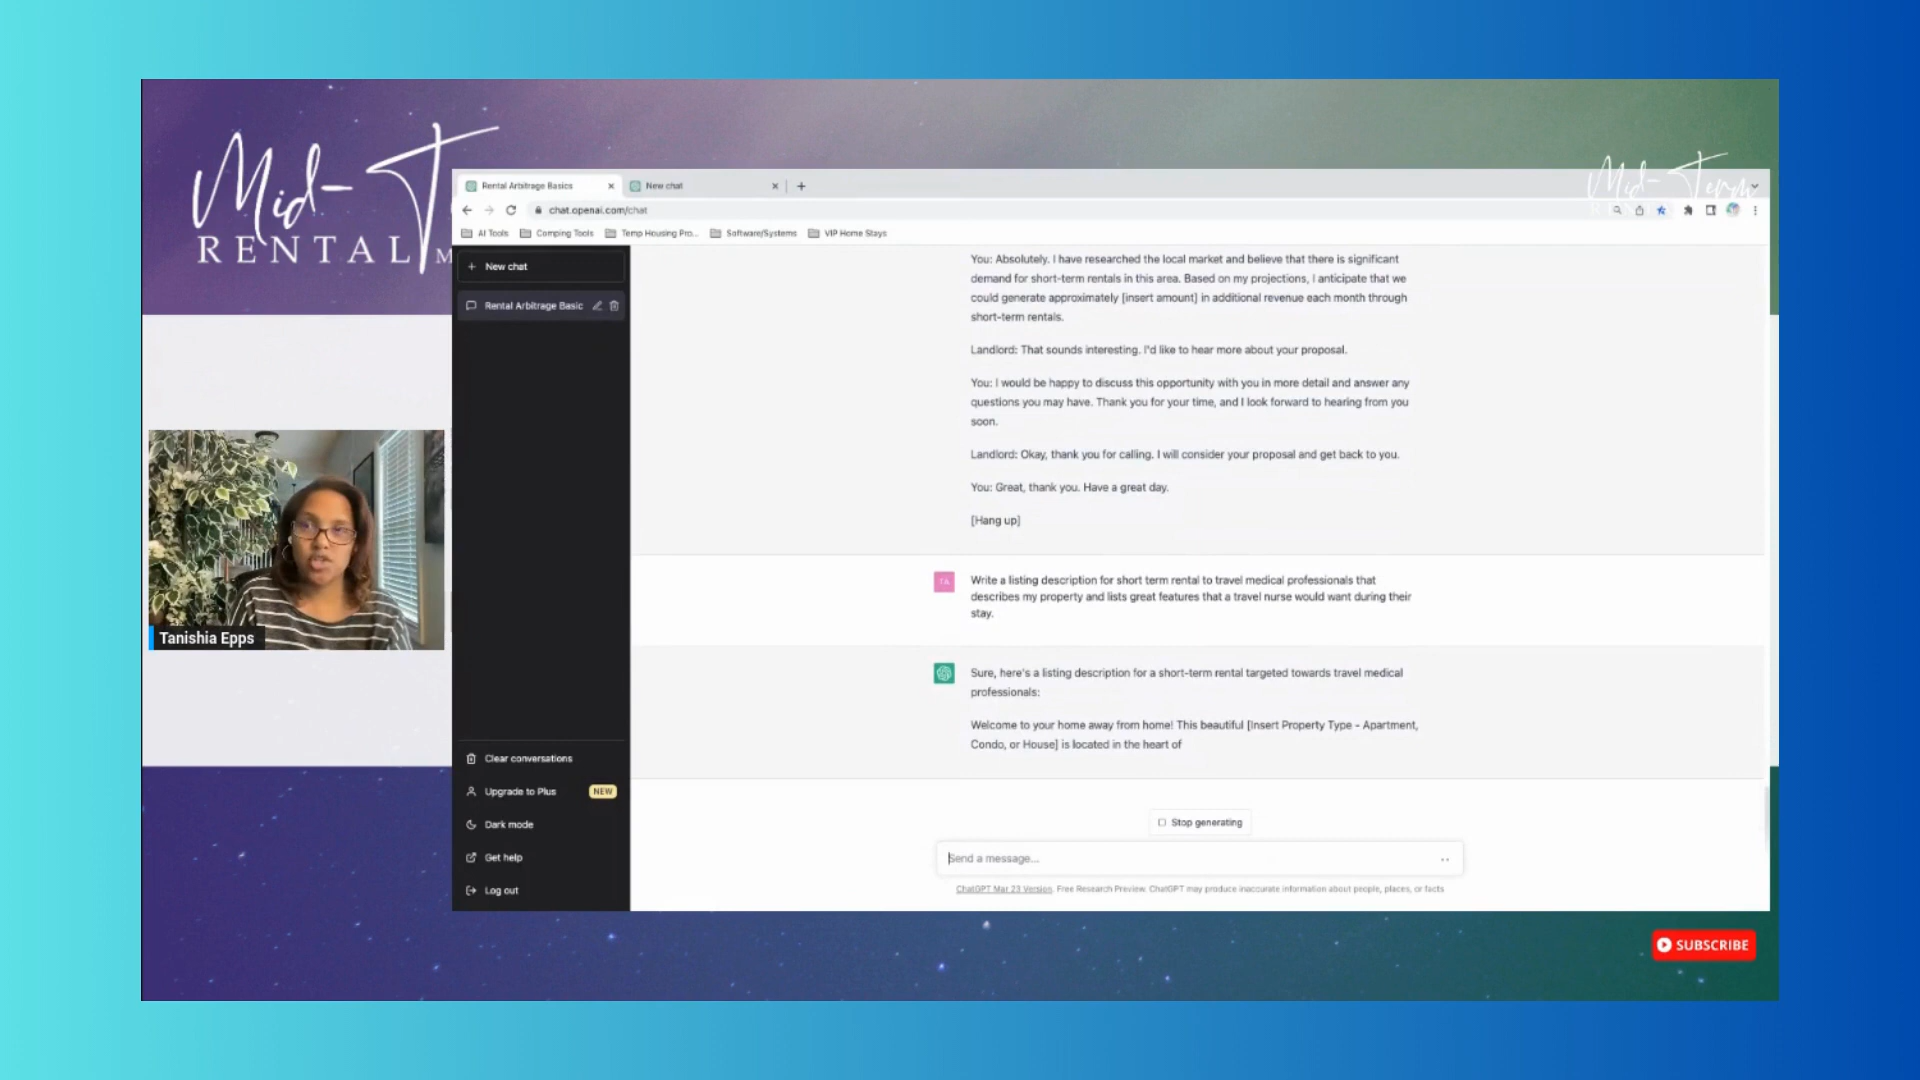 Mid-T
RENTAL M
Mid-Term
Rental Arbitrage Basics
New chat
chat.openai.com/chat
AI Tools
Comping Tools
Temp Housing Pro...
Software/Systems
VIP Home Stays
New chat
Rental Arbitrage Basic
Clear conversations
Upgrade to Plus
NEW
Dark mode
Get help
Log out
You: Absolutely. I have researched the local market and believe that there is significant
demand for short-term rentals in this area. Based on my projections, I anticipate that we
could generate approximately [insert amount] in additional revenue each month through
short-term rentals.
Landlord: That sounds interesting. I'd like to hear more about your proposal.
You: I would be happy to discuss this opportunity with you in more detail and answer any
questions you may have. Thank you for your time, and I look forward to hearing from you
soon.
Landlord: Okay, thank you for calling. I will consider your proposal and get back to you.
You: Great, thank you. Have a great day.
[Hang up]
TA
Write a listing description for short term rental to travel medical professionals that
describes my property and lists great features that a travel nurse would want during their
stay.
Sure, here's a listing description for a short-term rental targeted towards travel medical
professionals:
Welcome to your home away from home! This beautiful [Insert Property Type - Apartment,
Condo, or House] is located in the heart of
Stop generating
Send a message...
ChatGPT Mar 23 Version. Free Research Preview. ChatGPT may produce inaccurate information about people, places, or facts
Tanishia Epps
SUBSCRIBE